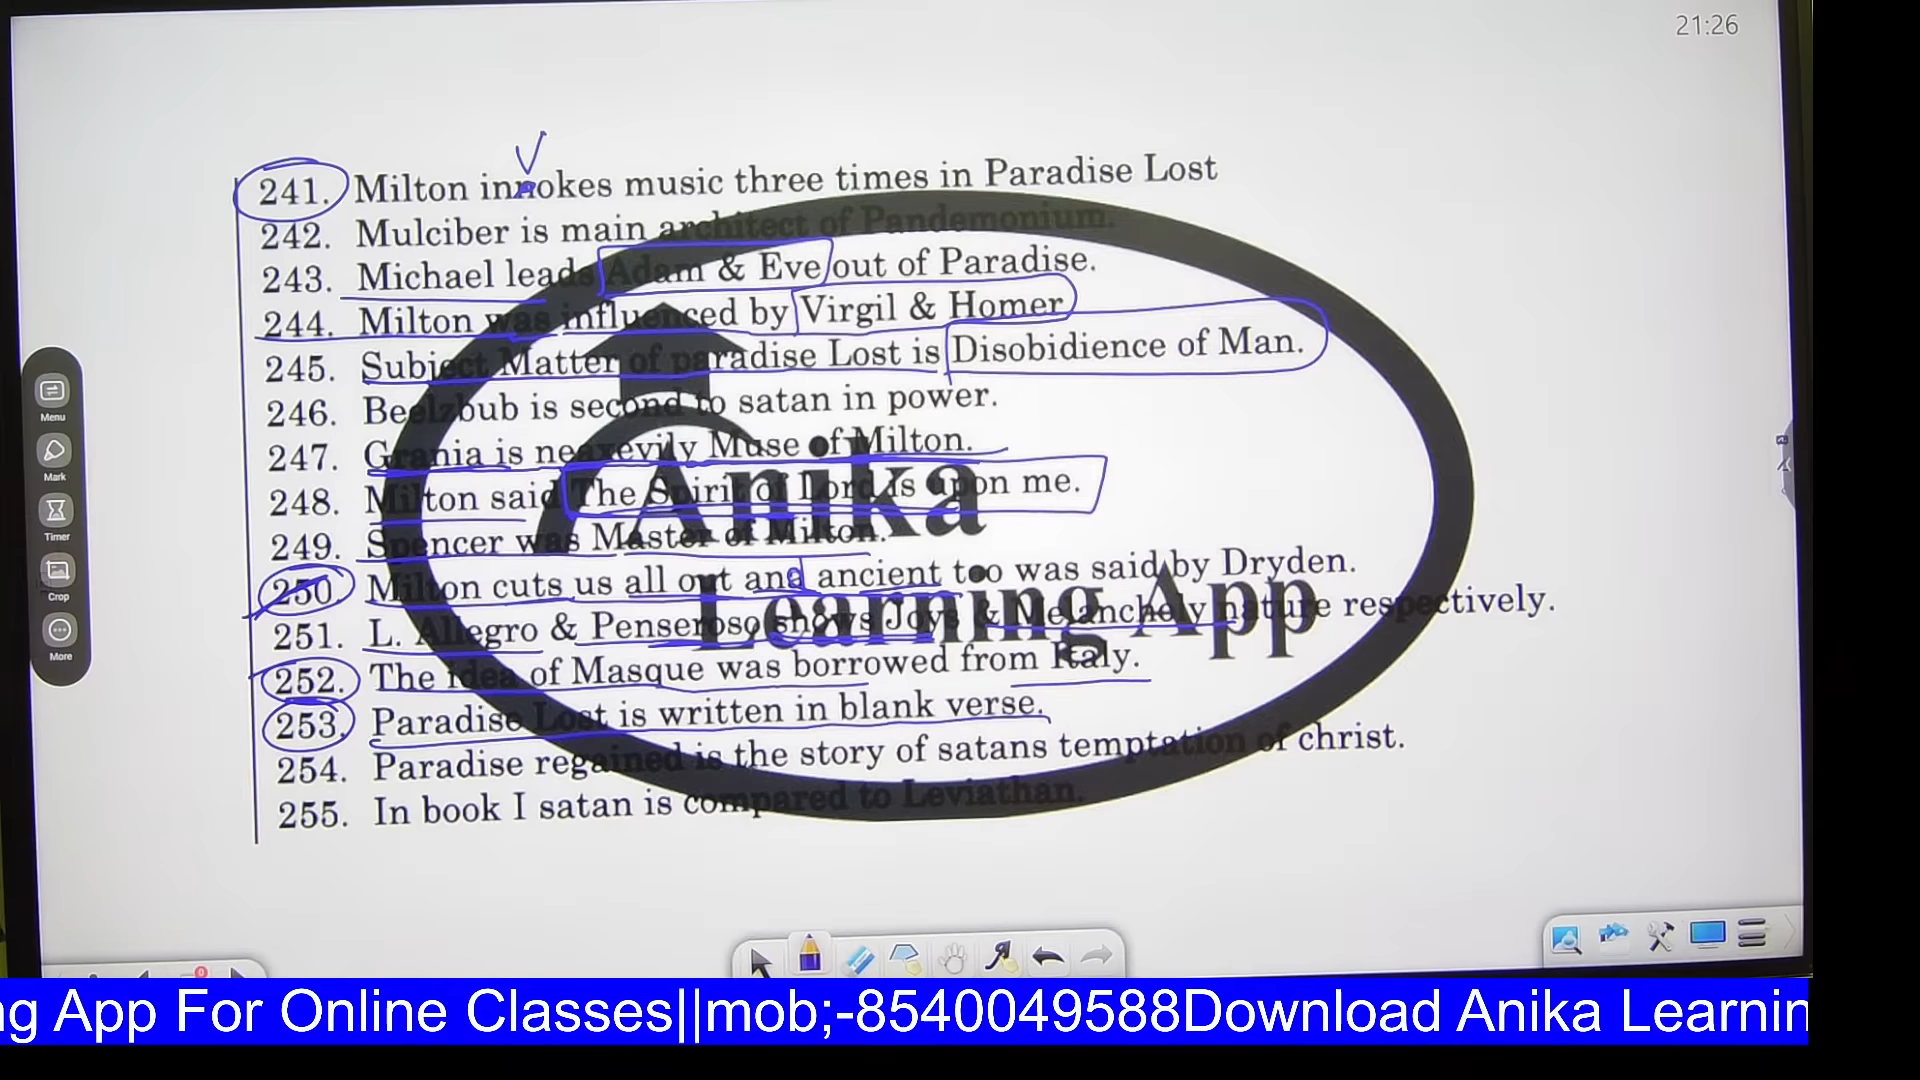 21:26
V
241. Milton innokes music three times in Paradise Lost
242. Mulciber is main architect of Pandemonium.
243. Michael leads Adam & Eve out of Paradise.
244. Milton was influenced by Virgil & Homer
245. Subject Matter of paradise Lost is Disobidience of Man.
246. Beelzbub is second to satan in power.
247. Grania is neaxevily Muse of Milton.
248. Milton said The Spirit of Lord is upon me.
249. Spencer was Master of Milton.
250. Milton cuts us all out and ancient too was said by Dryden.
251. L. Allegro & Penseroso shows Joys & Melanchely nature respectively.
252. The idea of Masque was borrowed from Italy.
253. Paradise Lost is written in blank verse.
254. Paradise regained is the story of satans temptation of christ.
255. In book I satan is compared to Leviathan.
Anika
Learning App
Menu
Mark
Timer
Crop
More
0
ng App For Online Classes||mob;-8540049588Download Anika Learnin